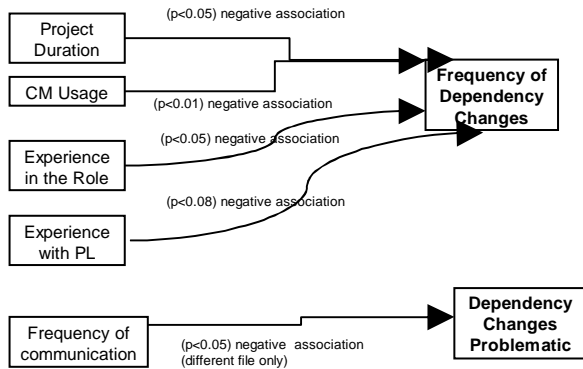 (p<0.05) negative association
Project
Duration
CM Usage
(p<0.01) negative association
Frequency of
Dependency
Changes
(p<0.05) negative association
Experience
in the Role
(p<0.08) negative association
Experience
with PL
Frequency of
communication
(p<0.05) negative association
(different file only)
Dependency
Changes
Problematic